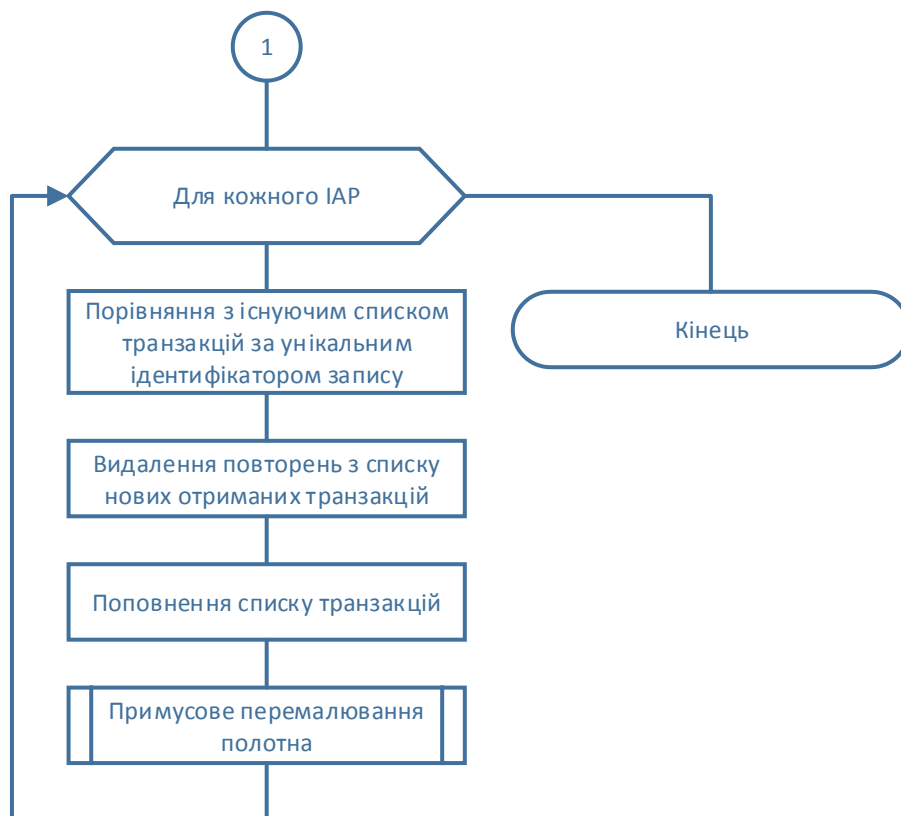 1
Для кожного IAP
Порівняння з існуючим списком
транзакцій за унікальним
ідентифікатором запису
Кінець
Видалення повторень з списку
нових отриманих транзакцій
Поповнення списку транзакцій
Примусове перемалювання
полотна